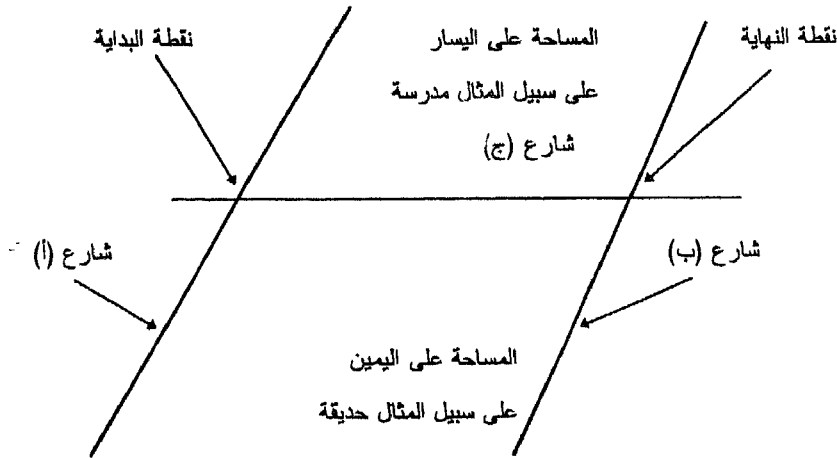 نقطة البداية
المساحة على اليسار
على سبيل المثال مدرسة
شارع (ج)
نقطة النهاية
شارع (أ)
شارع (ب)
المساحة على اليمين
على سبيل المثال حديقة